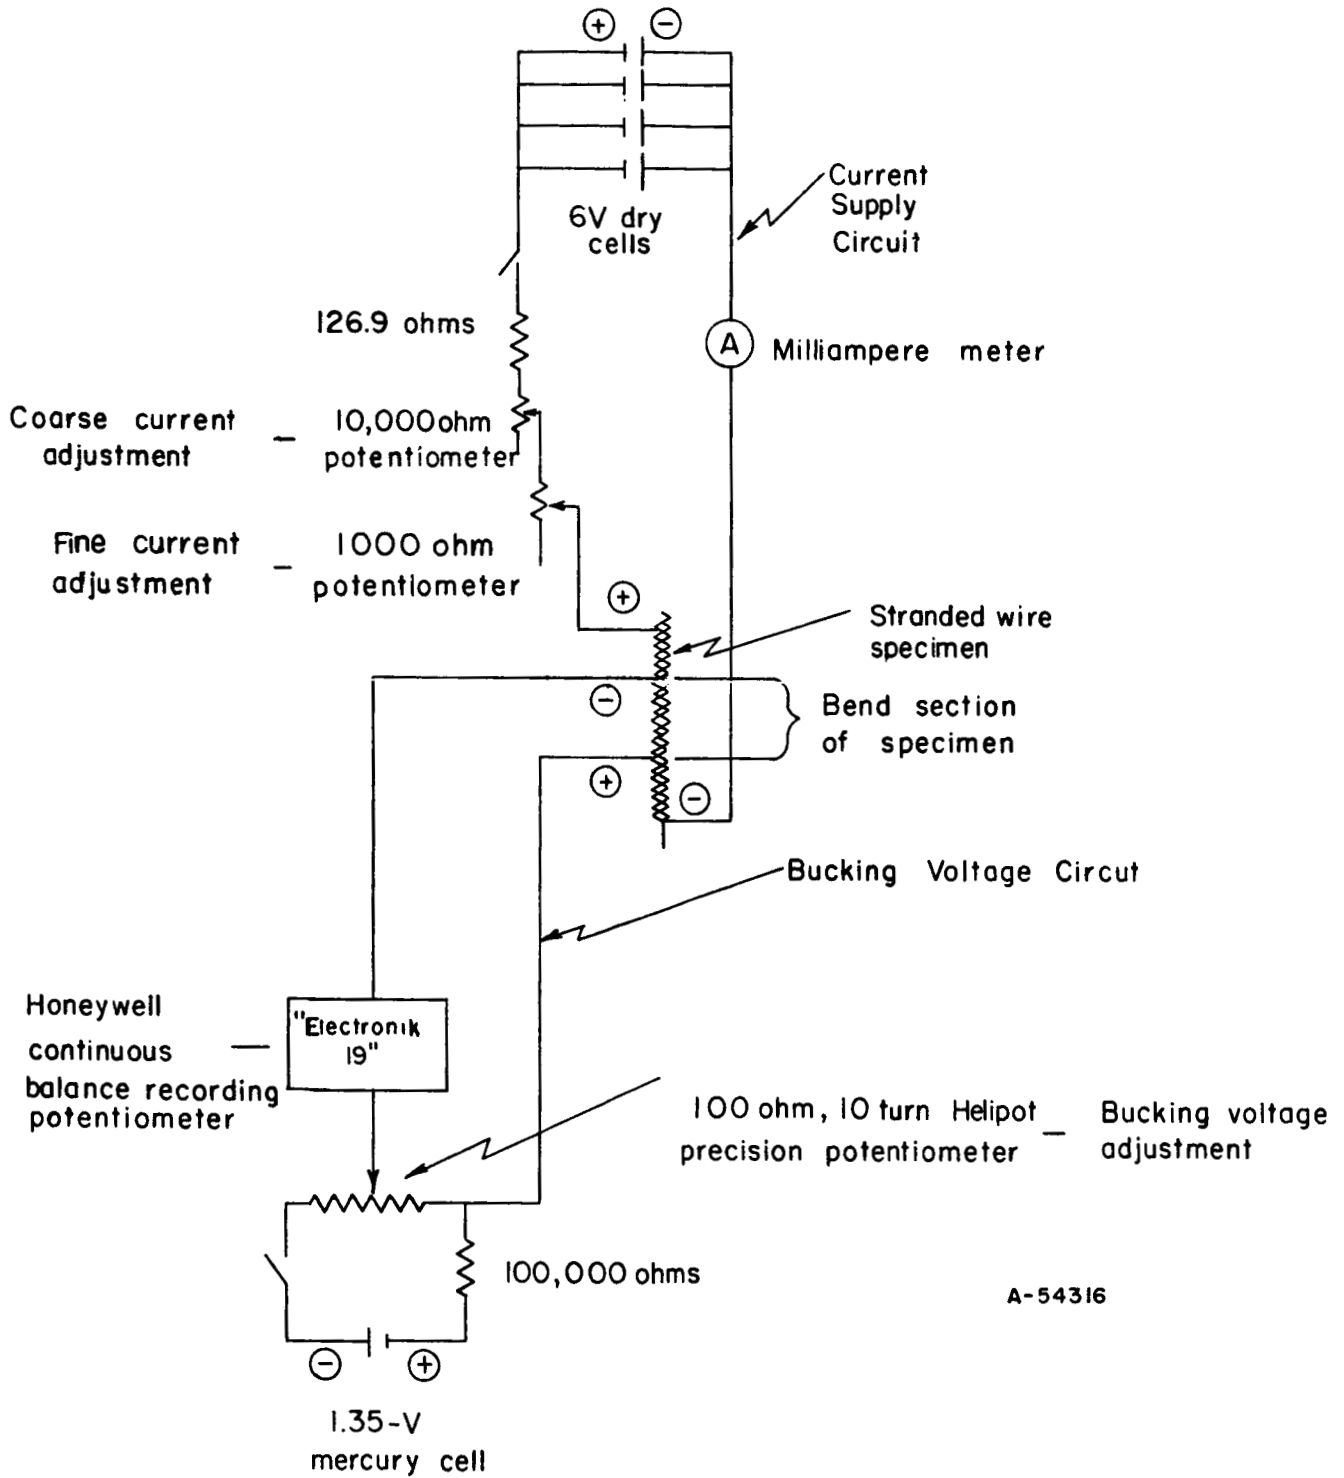 + −
6V dry
cells
Current
Supply
Circuit
126.9 ohms
A
Milliampere meter
Coarse current
adjustment
—
10,000 ohm
potentiometer
Fine current
adjustment
—
1000 ohm
potentiometer
+
Stranded wire
specimen
−
Bend section
of specimen
+
−
Bucking Voltage Circut
Honeywell
continuous
balance recording
potentiometer
—
"Electronik
19"
100 ohm, 10 turn Helipot
precision potentiometer
—
Bucking voltage
adjustment
100,000 ohms
A-54316
− +
1.35-V
mercury cell